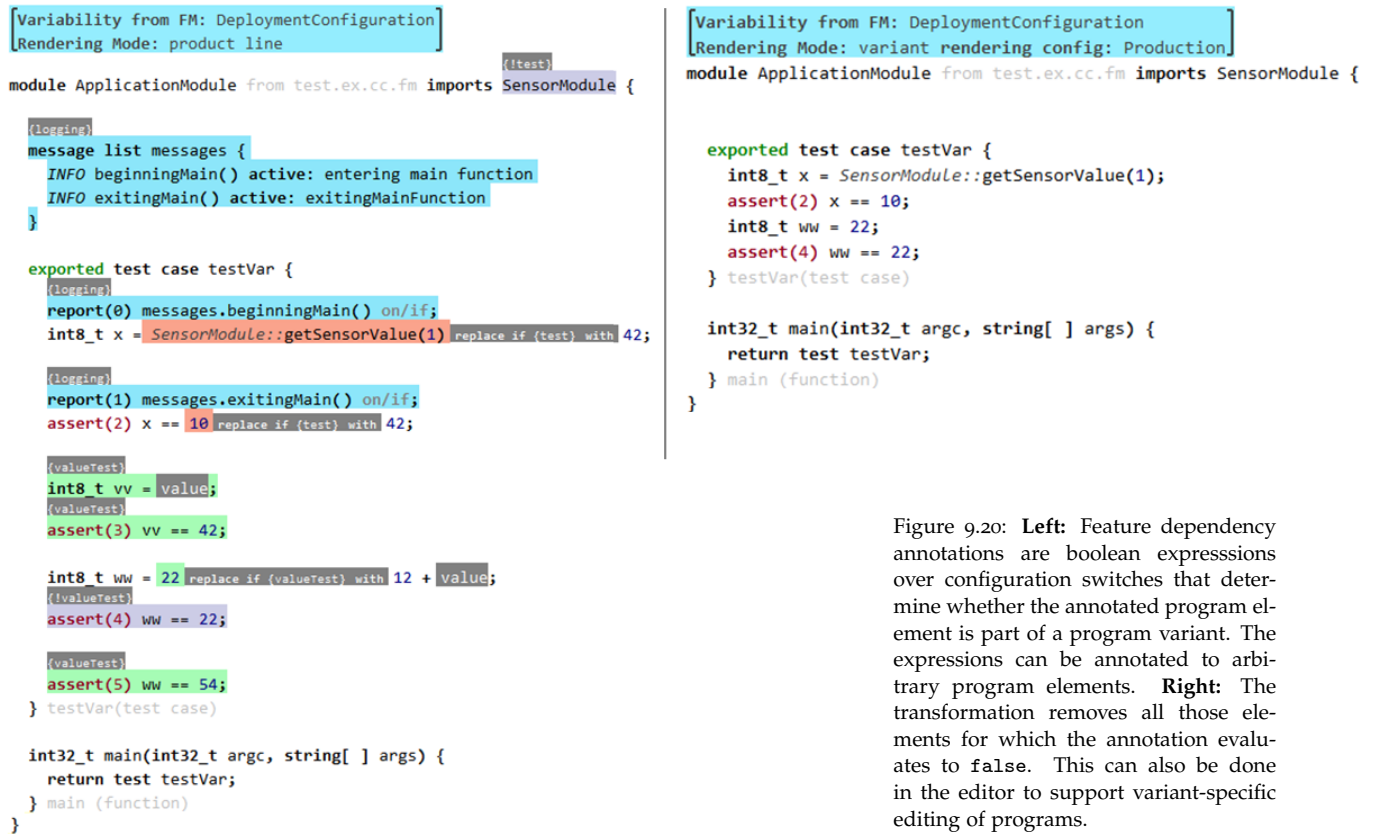 Variability from FM: DeploymentConfiguration
Rendering Mode: product line
{!test}
module ApplicationModule from test.ex.cc.fm imports SensorModule {
{logging}
message list messages {
INFO beginningMain() active: entering main function
INFO exitingMain() active: exitingMainFunction
}
exported test case testVar {
{logging}
report(0) messages.beginningMain() on/if;
int8_t x = SensorModule::getSensorValue(1) replace if {test} with 42;
{logging}
report(1) messages.exitingMain() on/if;
assert(2) x == 10 replace if {test} with 42;
{valueTest}
int8_t vv = value;
{valueTest}
assert(3) vv == 42;
int8_t ww = 22 replace if {valueTest} with 12 + value;
{!valueTest}
assert(4) ww == 22;
{valueTest}
assert(5) ww == 54;
} testVar(test case)
int32_t main(int32_t argc, string[ ] args) {
return test testVar;
} main (function)
}
Variability from FM: DeploymentConfiguration
Rendering Mode: variant rendering config: Production
module ApplicationModule from test.ex.cc.fm imports SensorModule {
exported test case testVar {
int8_t x = SensorModule::getSensorValue(1);
assert(2) x == 10;
int8_t ww = 22;
assert(4) ww == 22;
} testVar(test case)
int32_t main(int32_t argc, string[ ] args) {
return test testVar;
} main (function)
}
Figure 9.20: Left: Feature dependency
annotations are boolean expresssions
over configuration switches that deter-
mine whether the annotated program el-
ement is part of a program variant. The
expressions can be annotated to arbi-
trary program elements. Right: The
transformation removes all those ele-
ments for which the annotation evalu-
ates to false. This can also be done
in the editor to support variant-specific
editing of programs.